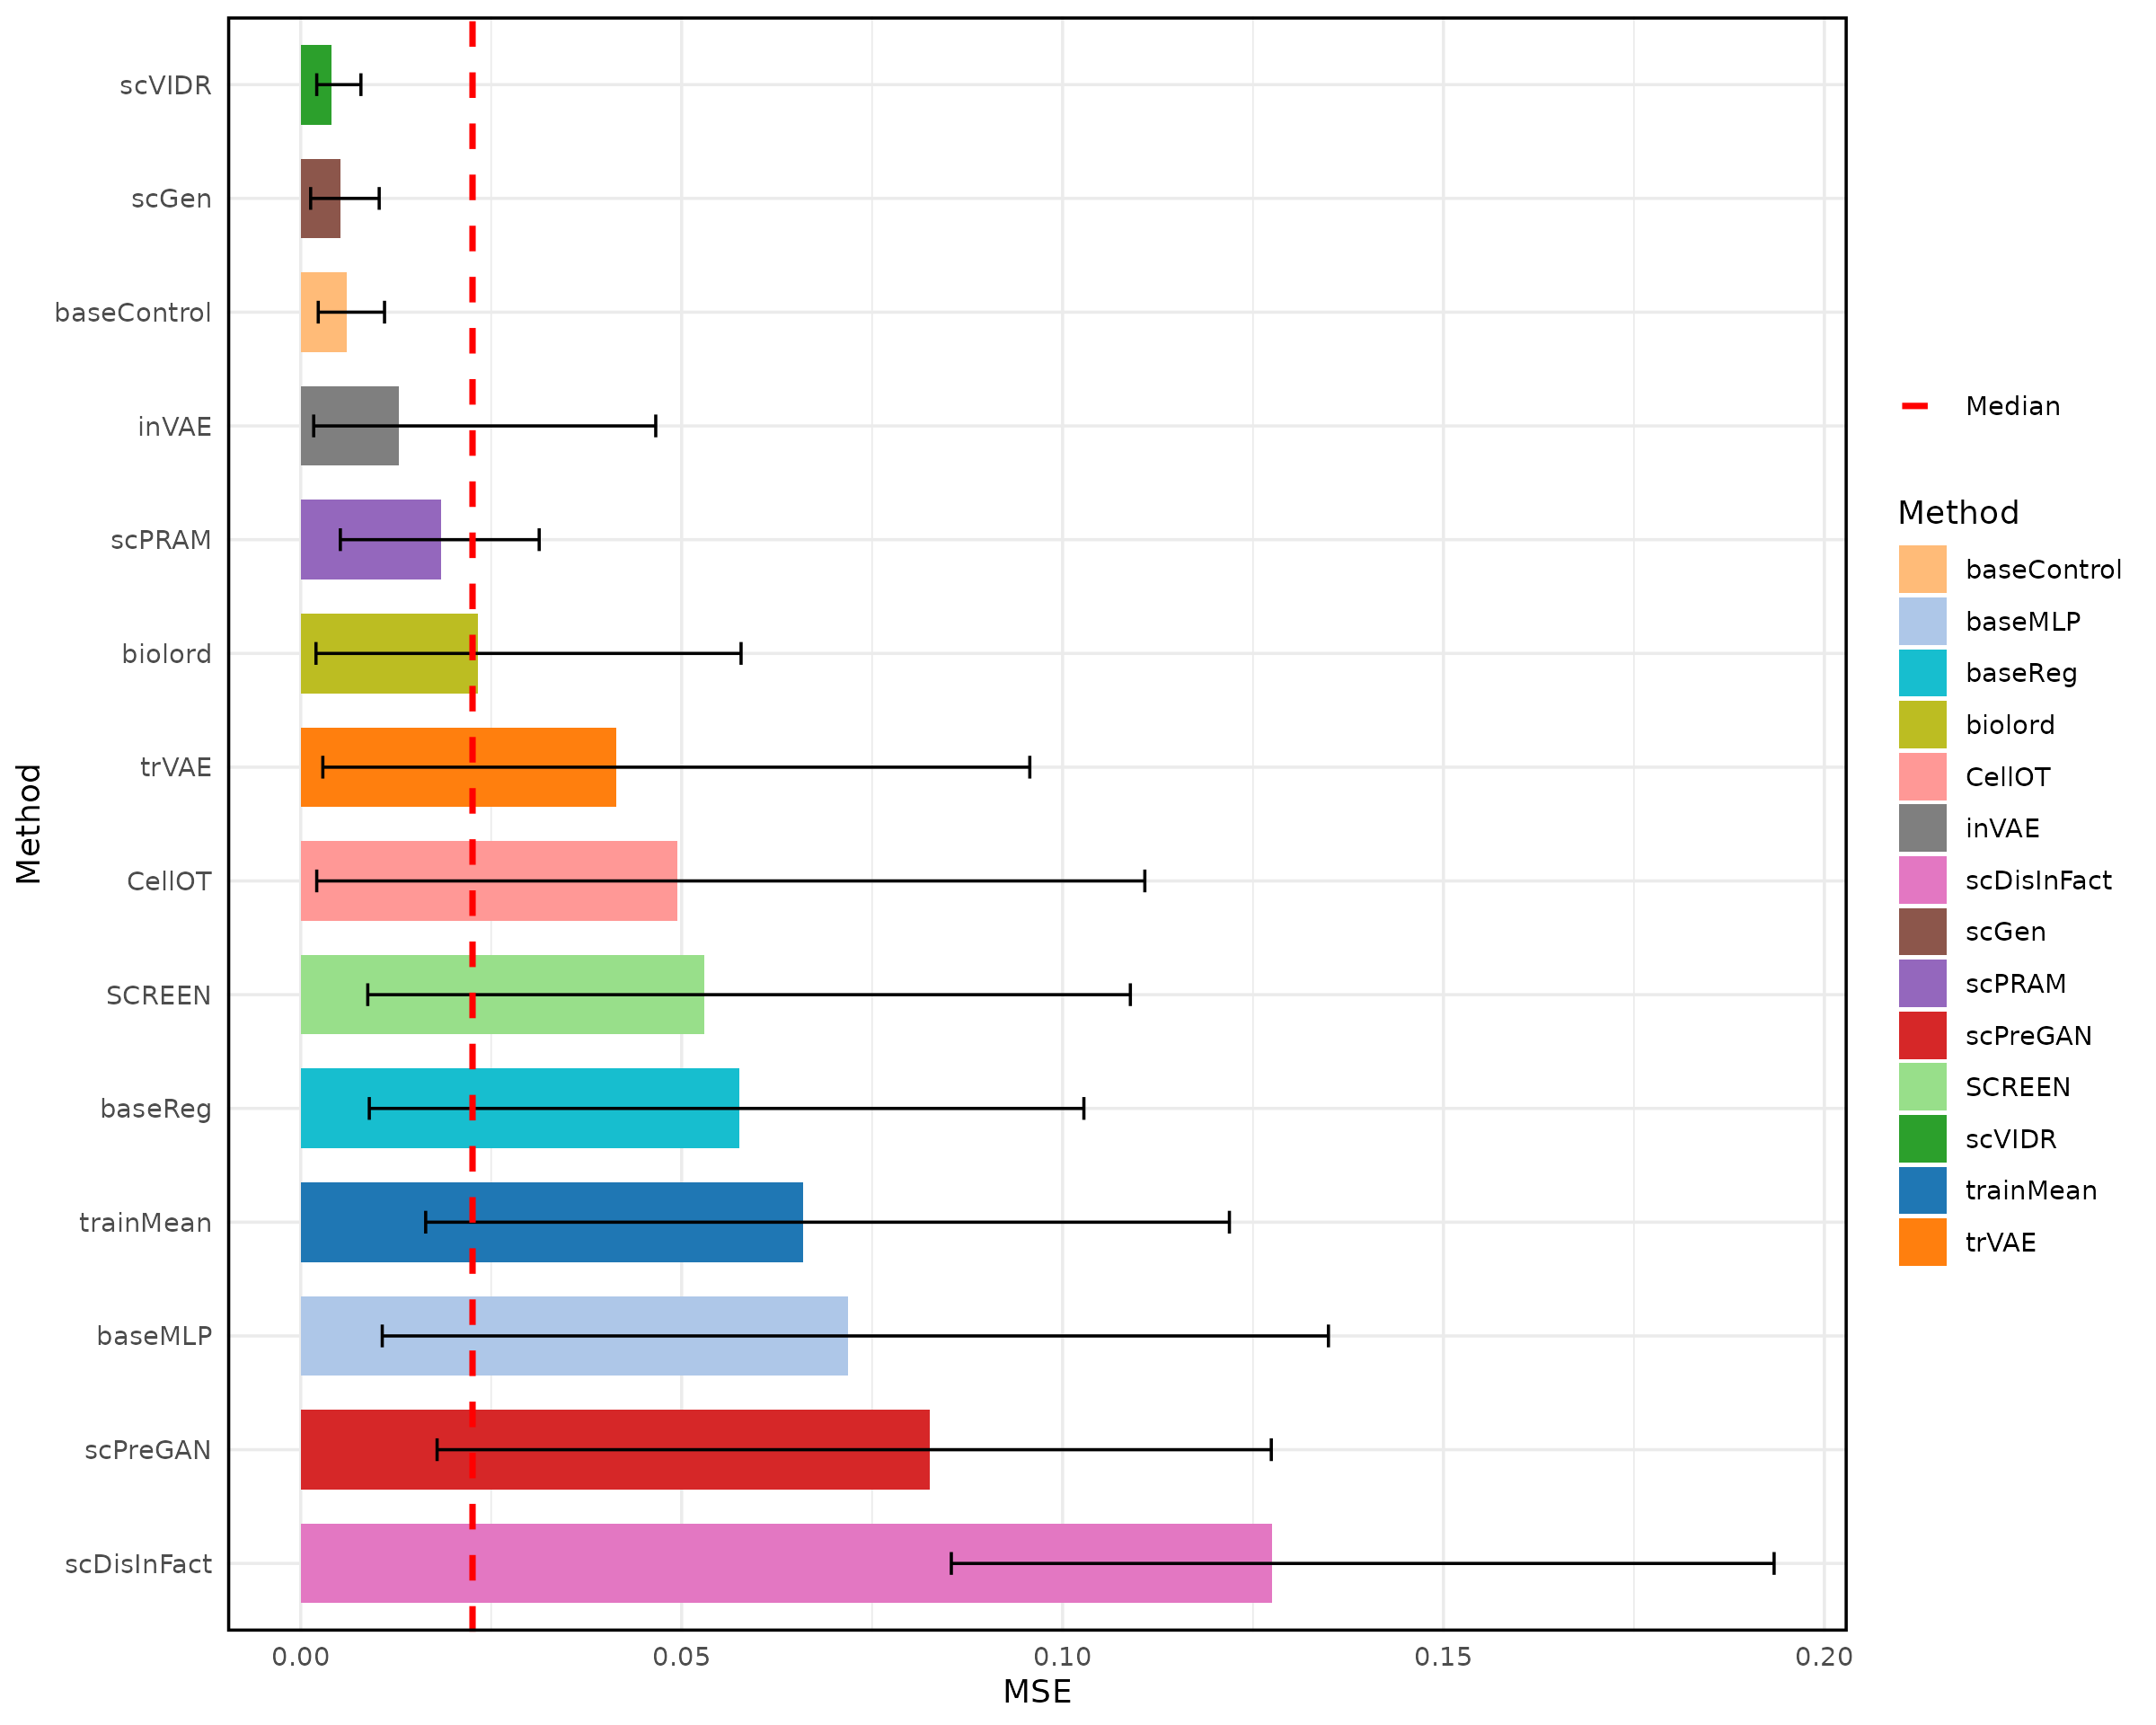 Method
scVIDR
scGen
baseControl
inVAE
scPRAM
biolord
trVAE
CellOT
SCREEN
baseReg
trainMean
baseMLP
scPreGAN
scDisInFact
0.00 0.05 0.10 0.15 0.20
MSE
Median
Method
baseControl
baseMLP
baseReg
biolord
CellOT
inVAE
scDisInFact
scGen
scPRAM
scPreGAN
SCREEN
scVIDR
trainMean
trVAE